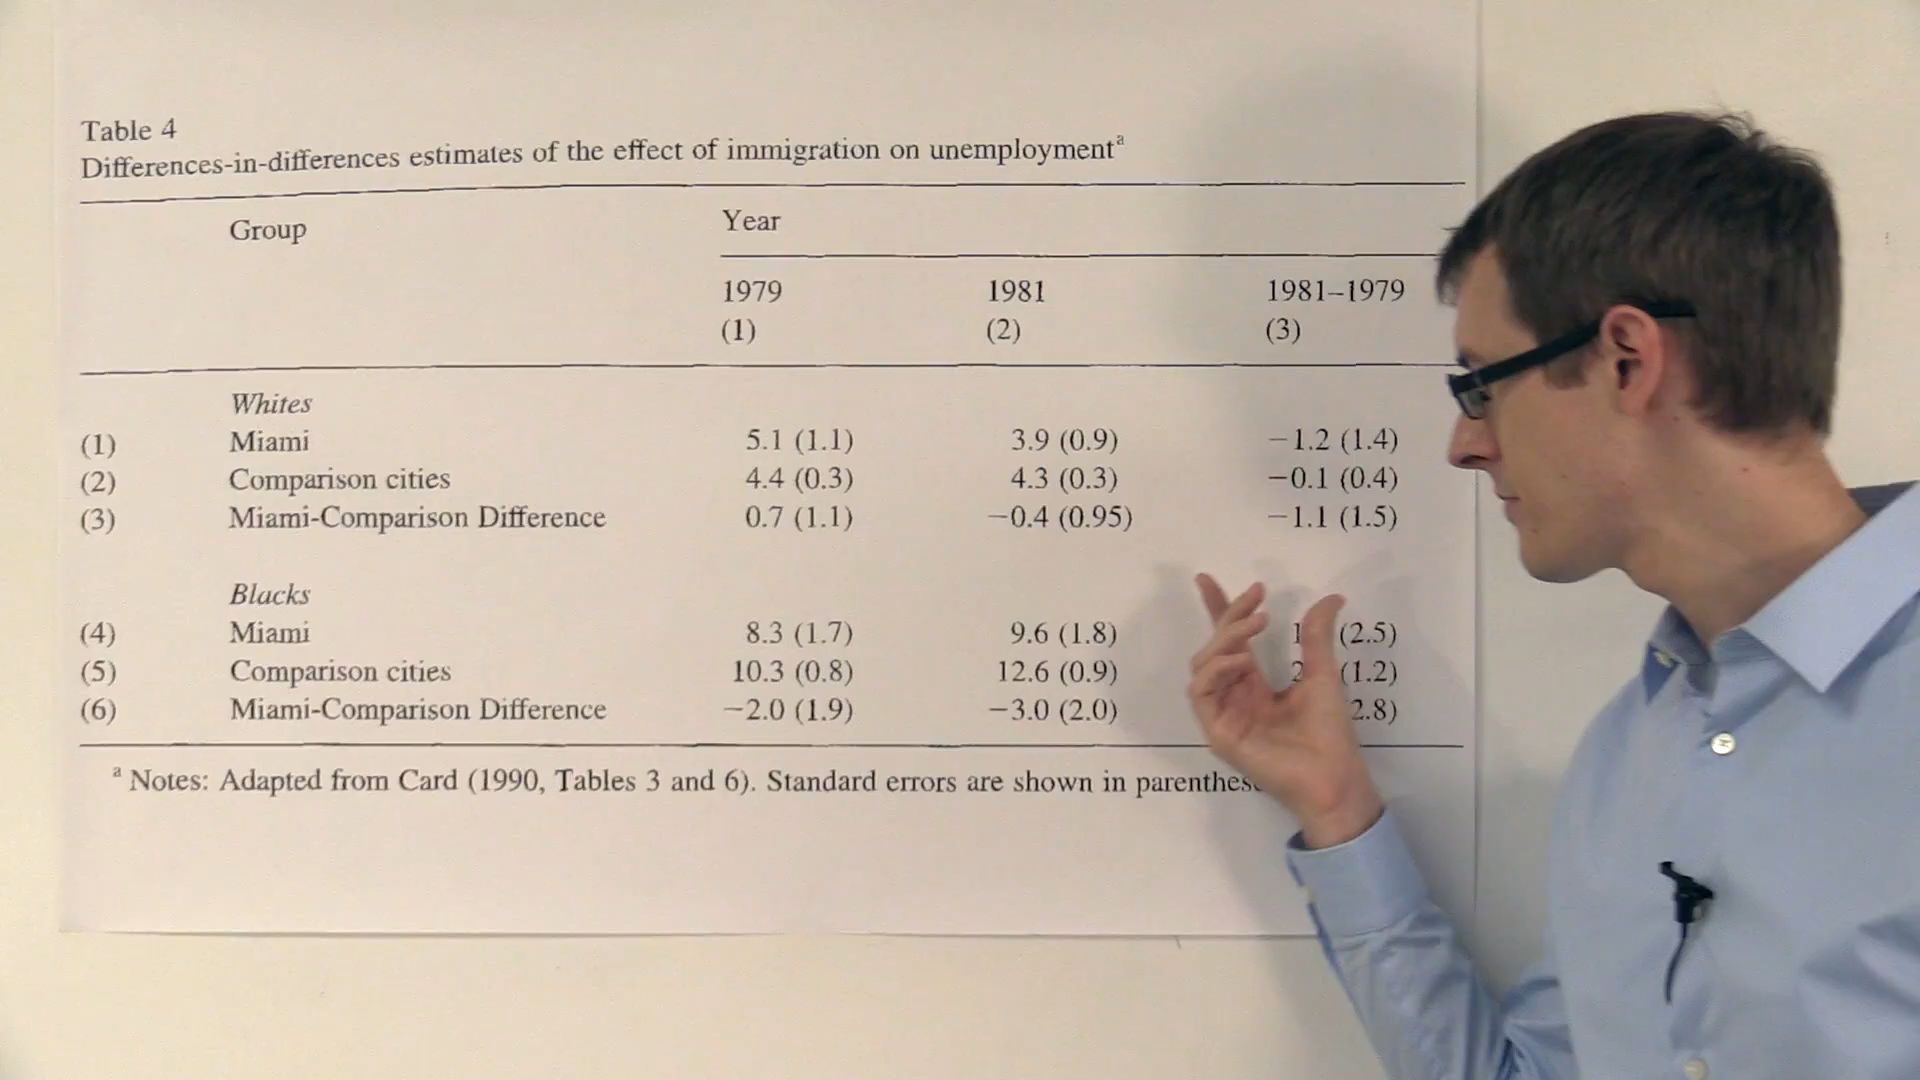 Table 4
Differences-in-differences estimates of the effect of immigration on unemployment a
Group Year
1979 1981 1981–1979
(1) (2) (3)
Whites
(1) Miami 5.1 (1.1) 3.9 (0.9) −1.2 (1.4)
(2) Comparison cities 4.4 (0.3) 4.3 (0.3) −0.1 (0.4)
(3) Miami-Comparison Difference 0.7 (1.1) −0.4 (0.95) −1.1 (1.5)
Blacks
(4) Miami 8.3 (1.7) 9.6 (1.8) (2.5)
(5) Comparison cities 10.3 (0.8) 12.6 (0.9) (1.2)
(6) Miami-Comparison Difference −2.0 (1.9) −3.0 (2.0) 2.8)
a Notes: Adapted from Card (1990, Tables 3 and 6). Standard errors are shown in